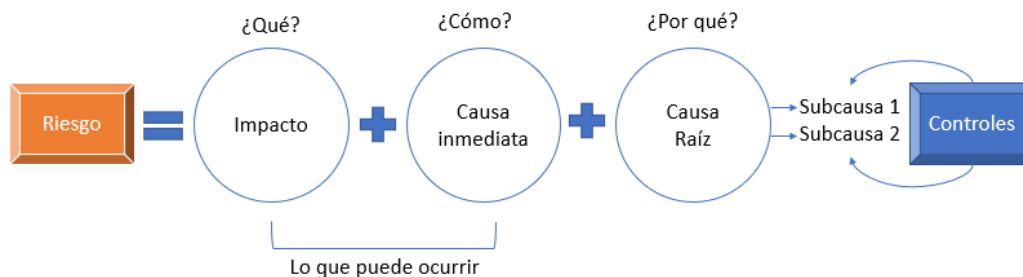 ¿Qué?
¿Cómo?
¿Por qué?
Riesgo
Impacto
Causa
inmediata
Causa
Raíz
Subcausa 1
Subcausa 2
Controles
Lo que puede ocurrir